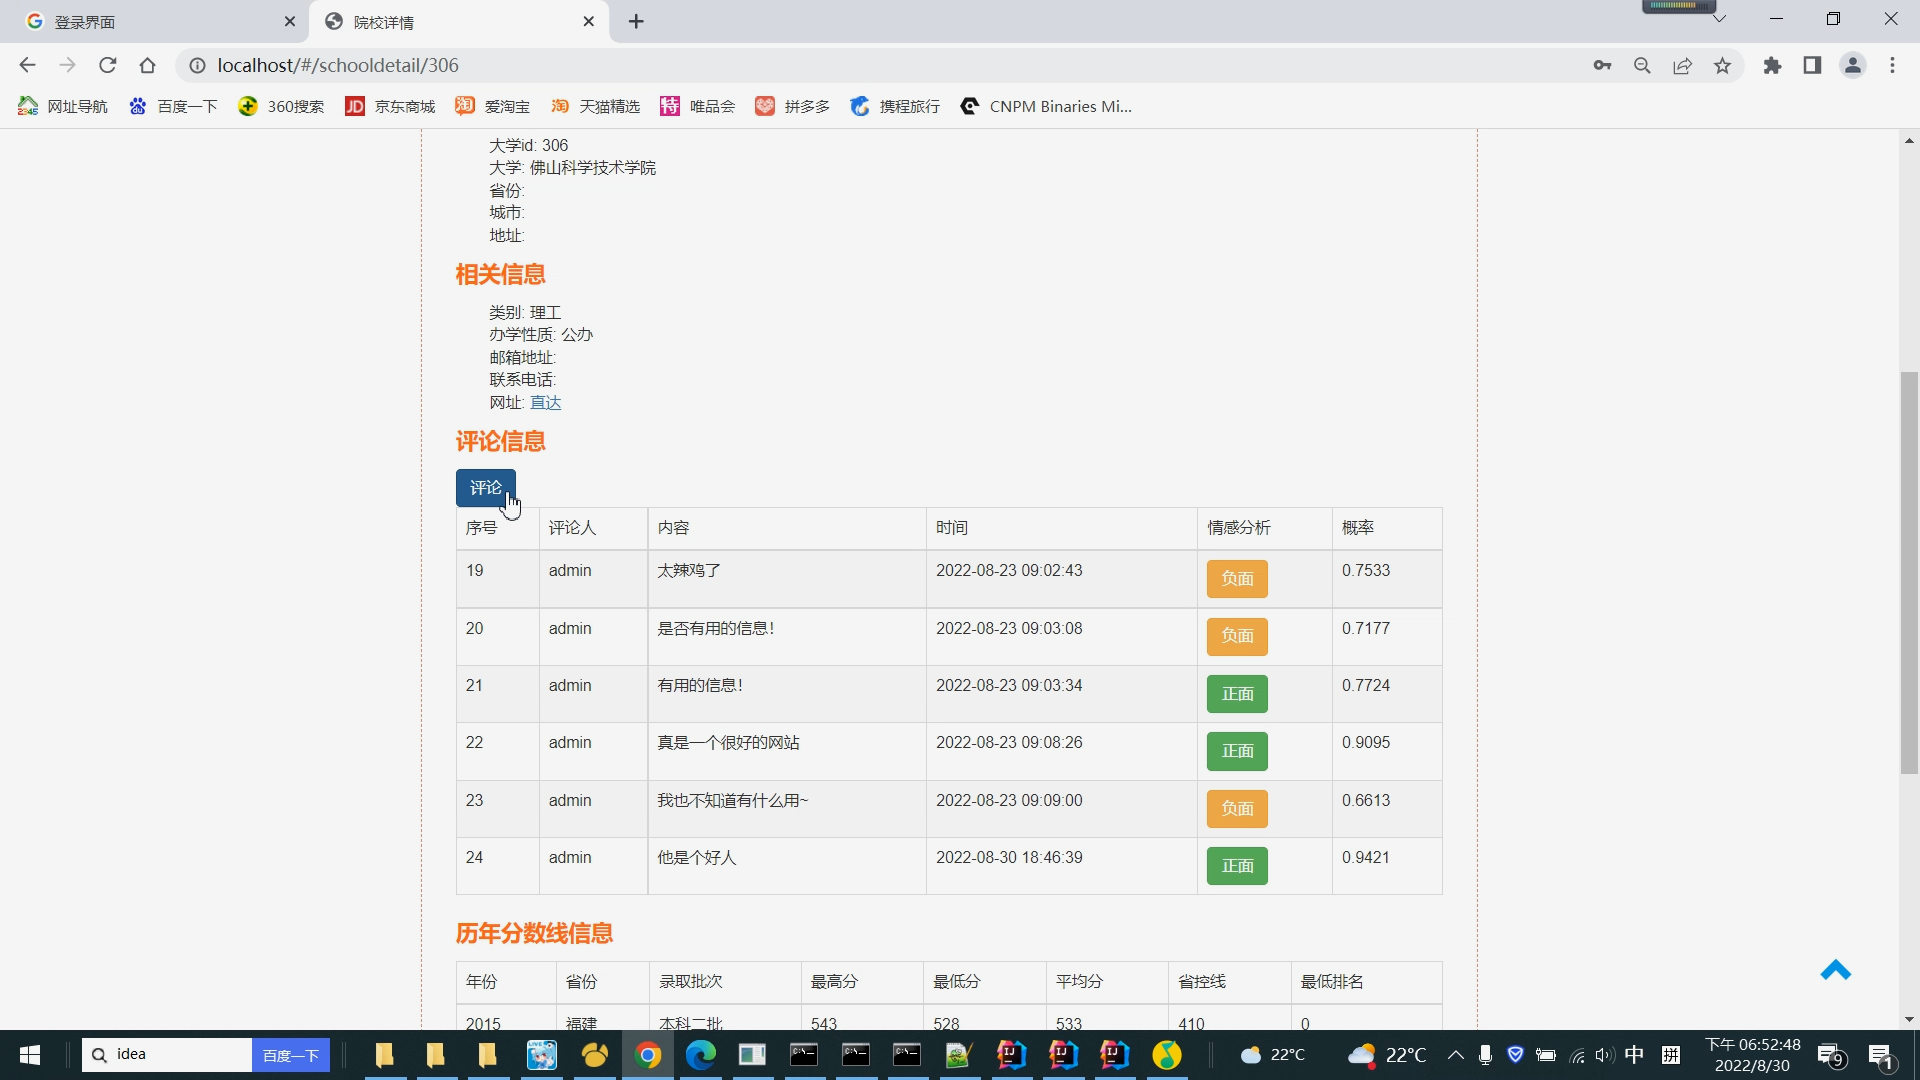 登录界面
院校详情
localhost/#/schooldetail/306
网址导航 百度一下 360搜索 京东商城 爱淘宝 天猫精选 唯品会 拼多多 携程旅行 CNPM Binaries Mi...
大学id: 306
大学: 佛山科学技术学院
省份:
城市:
地址:
相关信息
类别: 理工
办学性质: 公办
邮箱地址:
联系电话:
网址: 直达
评论信息
评论
序号 评论人 内容 时间 情感分析 概率
19 admin 太辣鸡了 2022-08-23 09:02:43 负面 0.7533
20 admin 是否有用的信息! 2022-08-23 09:03:08 负面 0.7177
21 admin 有用的信息! 2022-08-23 09:03:34 正面 0.7724
22 admin 真是一个很好的网站 2022-08-23 09:08:26 正面 0.9095
23 admin 我也不知道有什么用~ 2022-08-23 09:09:00 负面 0.6613
24 admin 他是个好人 2022-08-30 18:46:39 正面 0.9421
历年分数线信息
年份 省份 录取批次 最高分 最低分 平均分 省控线 最低排名
2015 福建 本科二批 543 528 533 410 0
idea 百度一下 22°C 22°C 中 拼 下午 06:52:48 9 1
2022/8/30